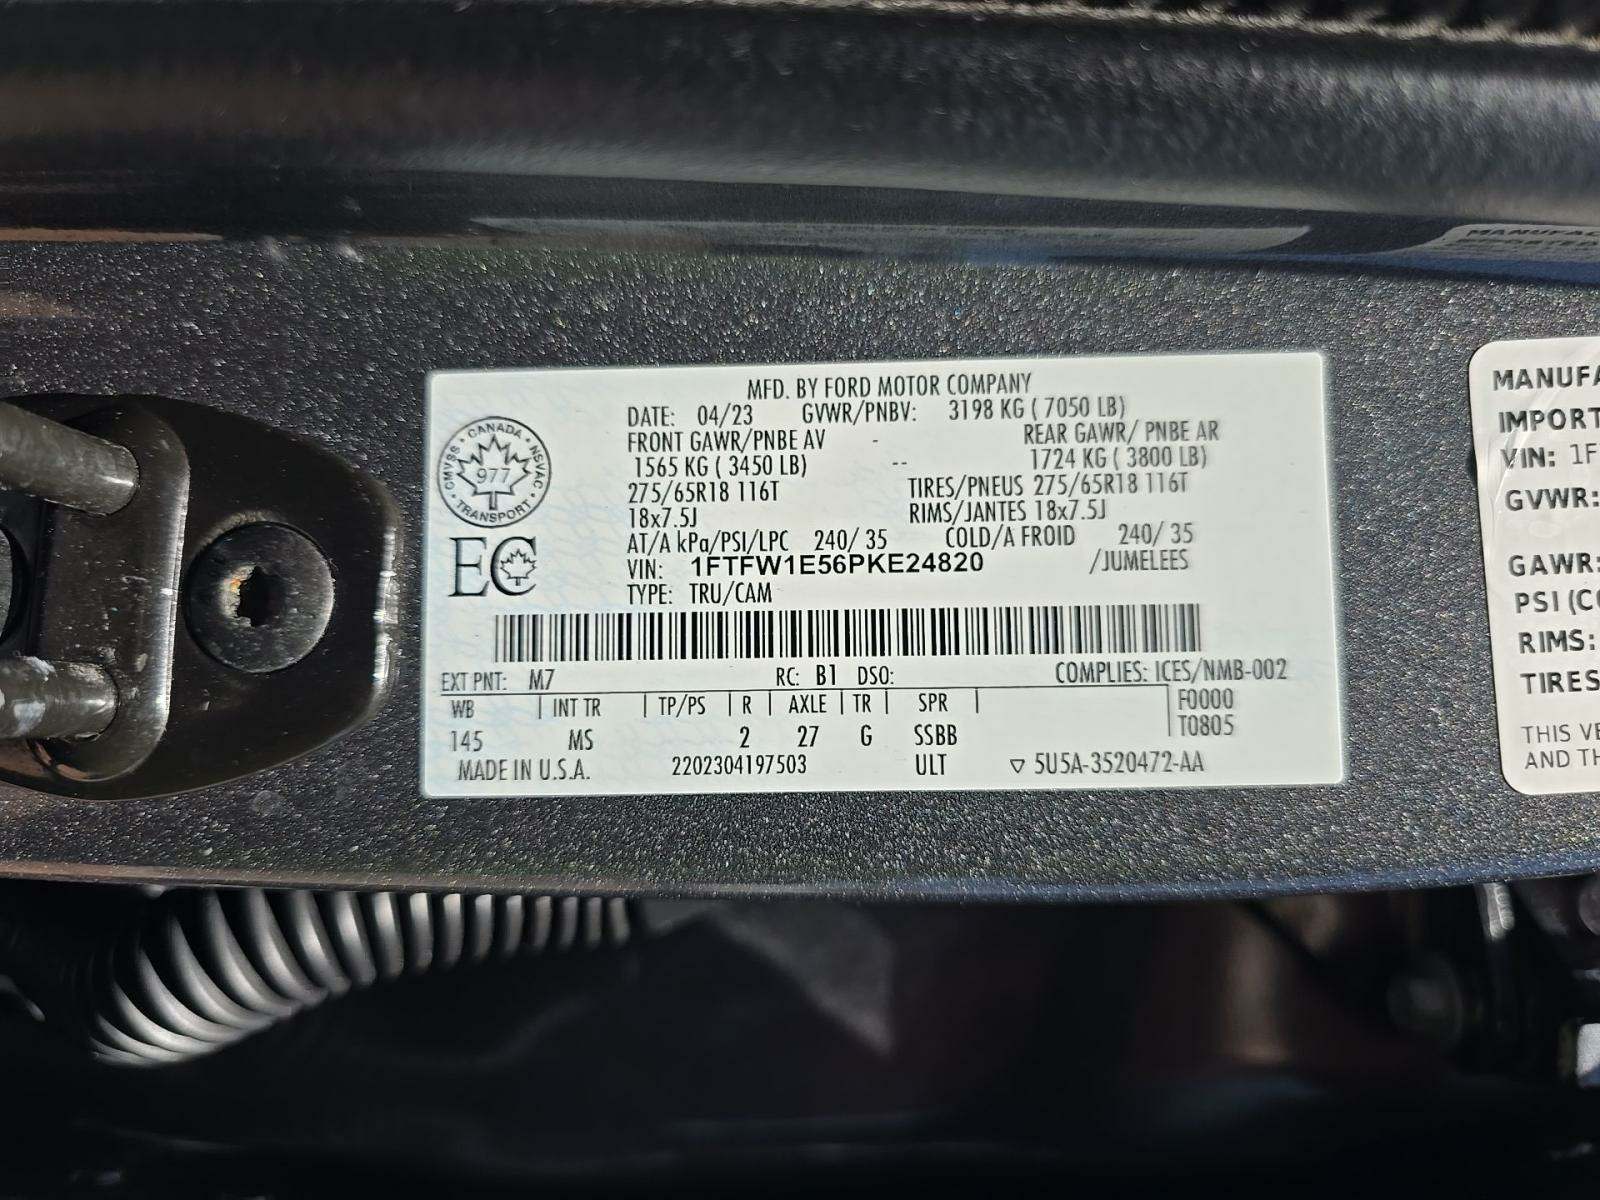 MFD. BY FORD MOTOR COMPANY
DATE: 04/23 GVWR/PNBV: 3198 KG ( 7050 LB)
FRONT GAWR/PNBE AV - REAR GAWR/ PNBE AR
1565 KG ( 3450 LB) -- 1724 KG ( 3800 LB)
275/65R18 116T TIRES/PNEUS 275/65R18 116T
18x7.5J RIMS/JANTES 18x7.5J
AT/A kPa/PSI/LPC 240/ 35 COLD/A FROID 240/ 35
VIN: 1FTFW1E56PKE24820 /JUMELEES
TYPE: TRU/CAM
CANADA
CMVSS NSVAC
977
TRANSPORT
EC
EXT PNT: M7 RC: B1 DSO: COMPLIES: ICES/NMB-002
WB | INT TR | TP/PS | R | AXLE | TR | SPR | F0000
145 MS 2 27 G SSBB T0805
MADE IN U.S.A. 2202304197503 ULT ▽ 5U5A-3520472-AA
MANUFA
IMPORT
VIN: 1F
GVWR:
GAWR:
PSI (CO
RIMS:
TIRES
THIS VE
AND TH